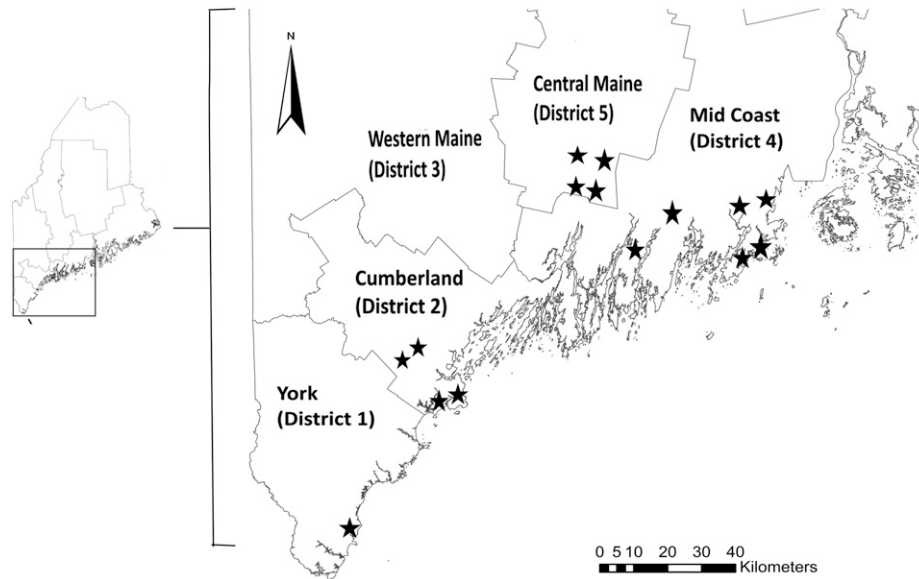 N
Central Maine
(District 5)
Mid Coast
(District 4)
Western Maine
(District 3)
Cumberland
(District 2)
York
(District 1)
0 5 10 20 30 40
Kilometers